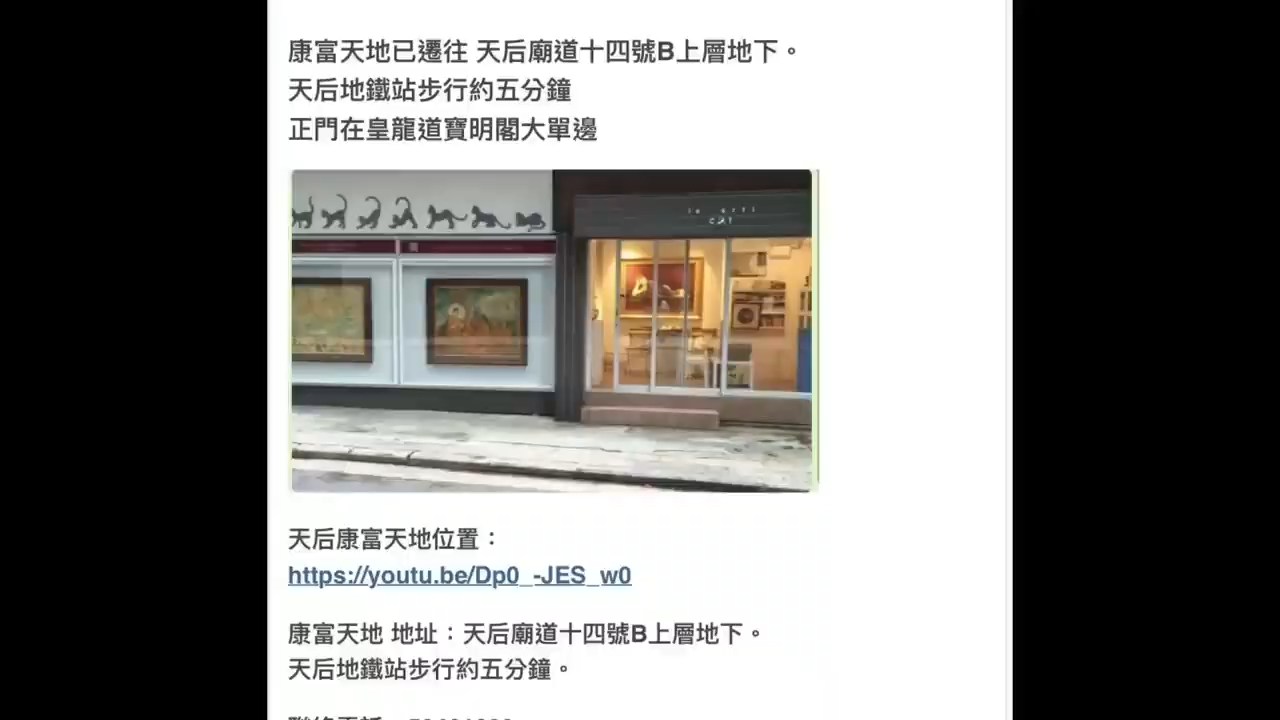 康富天地已遷往 天后廟道十四號B上層地下。
天后地鐵站步行約五分鐘
正門在皇龍道寶明閣大單邊
cat
天后康富天地位置：
https://youtu.be/Dp0_-JES_w0
康富天地 地址：天后廟道十四號B上層地下。
天后地鐵站步行約五分鐘。